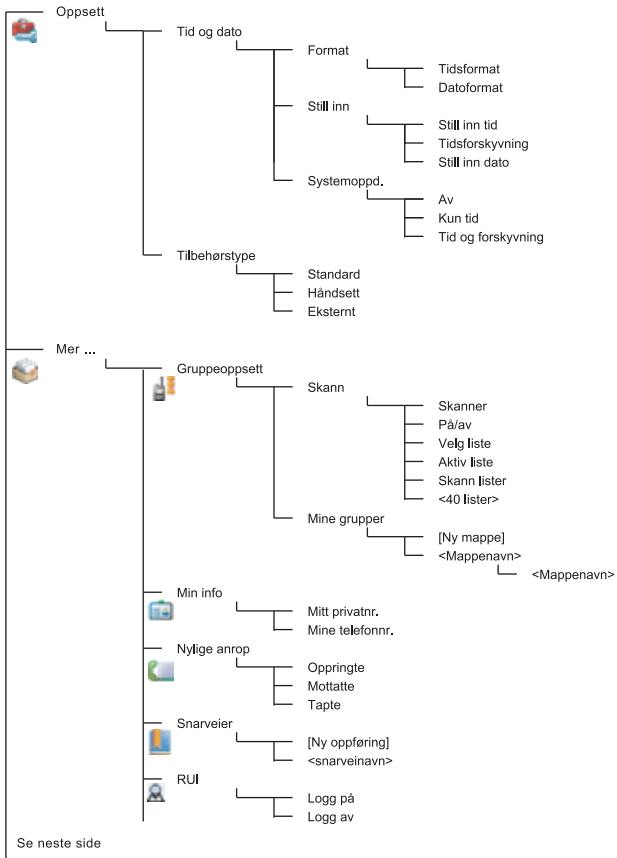 Oppsett
Tid og dato
Format
Tidsformat
Datoformat
Still inn
Still inn tid
Tidsforskyvning
Still inn dato
Systemoppd.
Av
Kun tid
Tid og forskyvning
Tilbehørstype
Standard
Håndsett
Eksternt
Mer ...
Gruppeoppsett
Skann
Skanner
På/av
Velg liste
Aktiv liste
Skann lister
<40 lister>
Mine grupper
[Ny mappe]
<Mappenavn>
<Mappenavn>
Min info
Mitt privatnr.
Mine telefonnr.
Nylige anrop
Oppringte
Mottatte
Tapte
Snarveier
[Ny oppføring]
<snarveinavn>
RUI
Logg på
Logg av
Se neste side